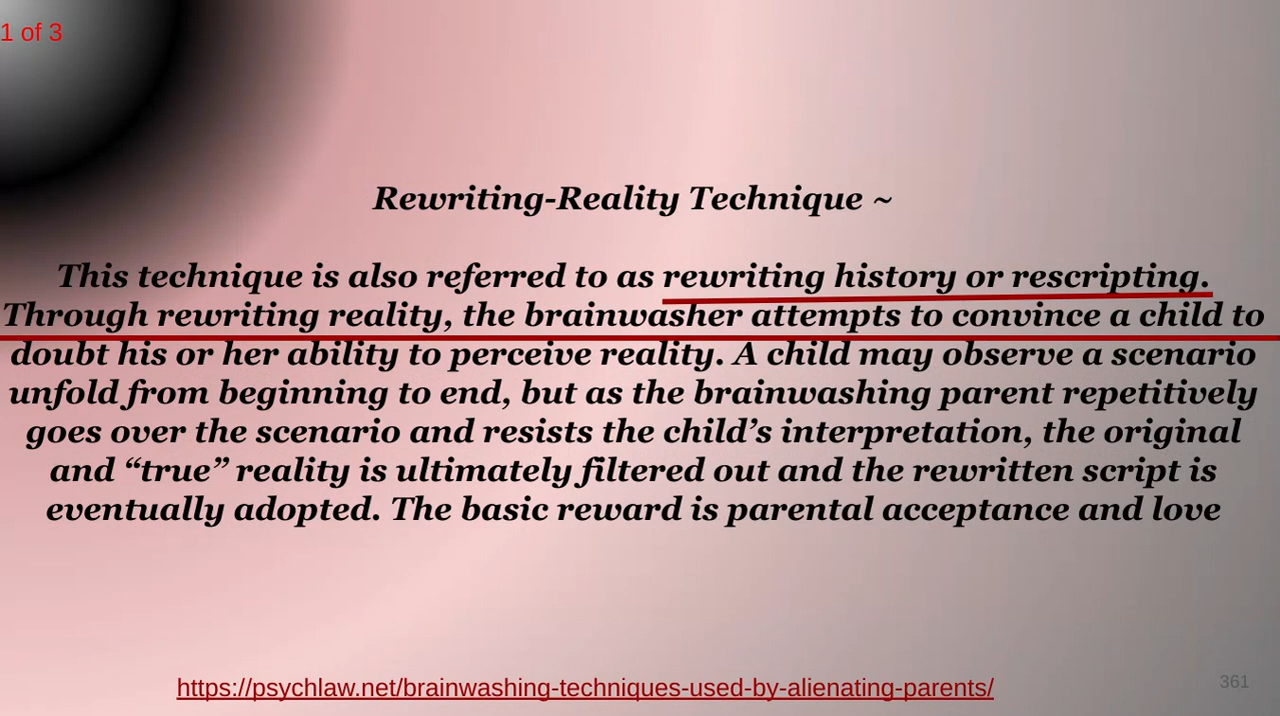 1 of 3
Rewriting-Reality Technique ~
This technique is also referred to as rewriting history or rescripting.
Through rewriting reality, the brainwasher attempts to convince a child to
doubt his or her ability to perceive reality. A child may observe a scenario
unfold from beginning to end, but as the brainwashing parent repetitively
goes over the scenario and resists the child’s interpretation, the original
and “true” reality is ultimately filtered out and the rewritten script is
eventually adopted. The basic reward is parental acceptance and love
https://psychlaw.net/brainwashing-techniques-used-by-alienating-parents/
361